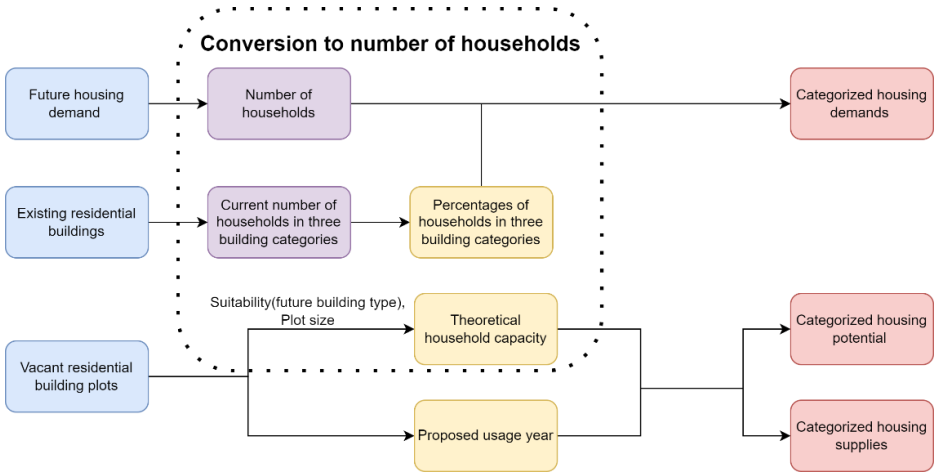 Conversion to number of households
Future housing
demand
Number of
households
Categorized housing
demands
Existing residential
buildings
Current number of
households in three
building categories
Percentages of
households in three
building categories
Suitability(future building type),
Plot size
Theoretical
household capacity
Categorized housing
potential
Vacant residential
building plots
Proposed usage year
Categorized housing
supplies